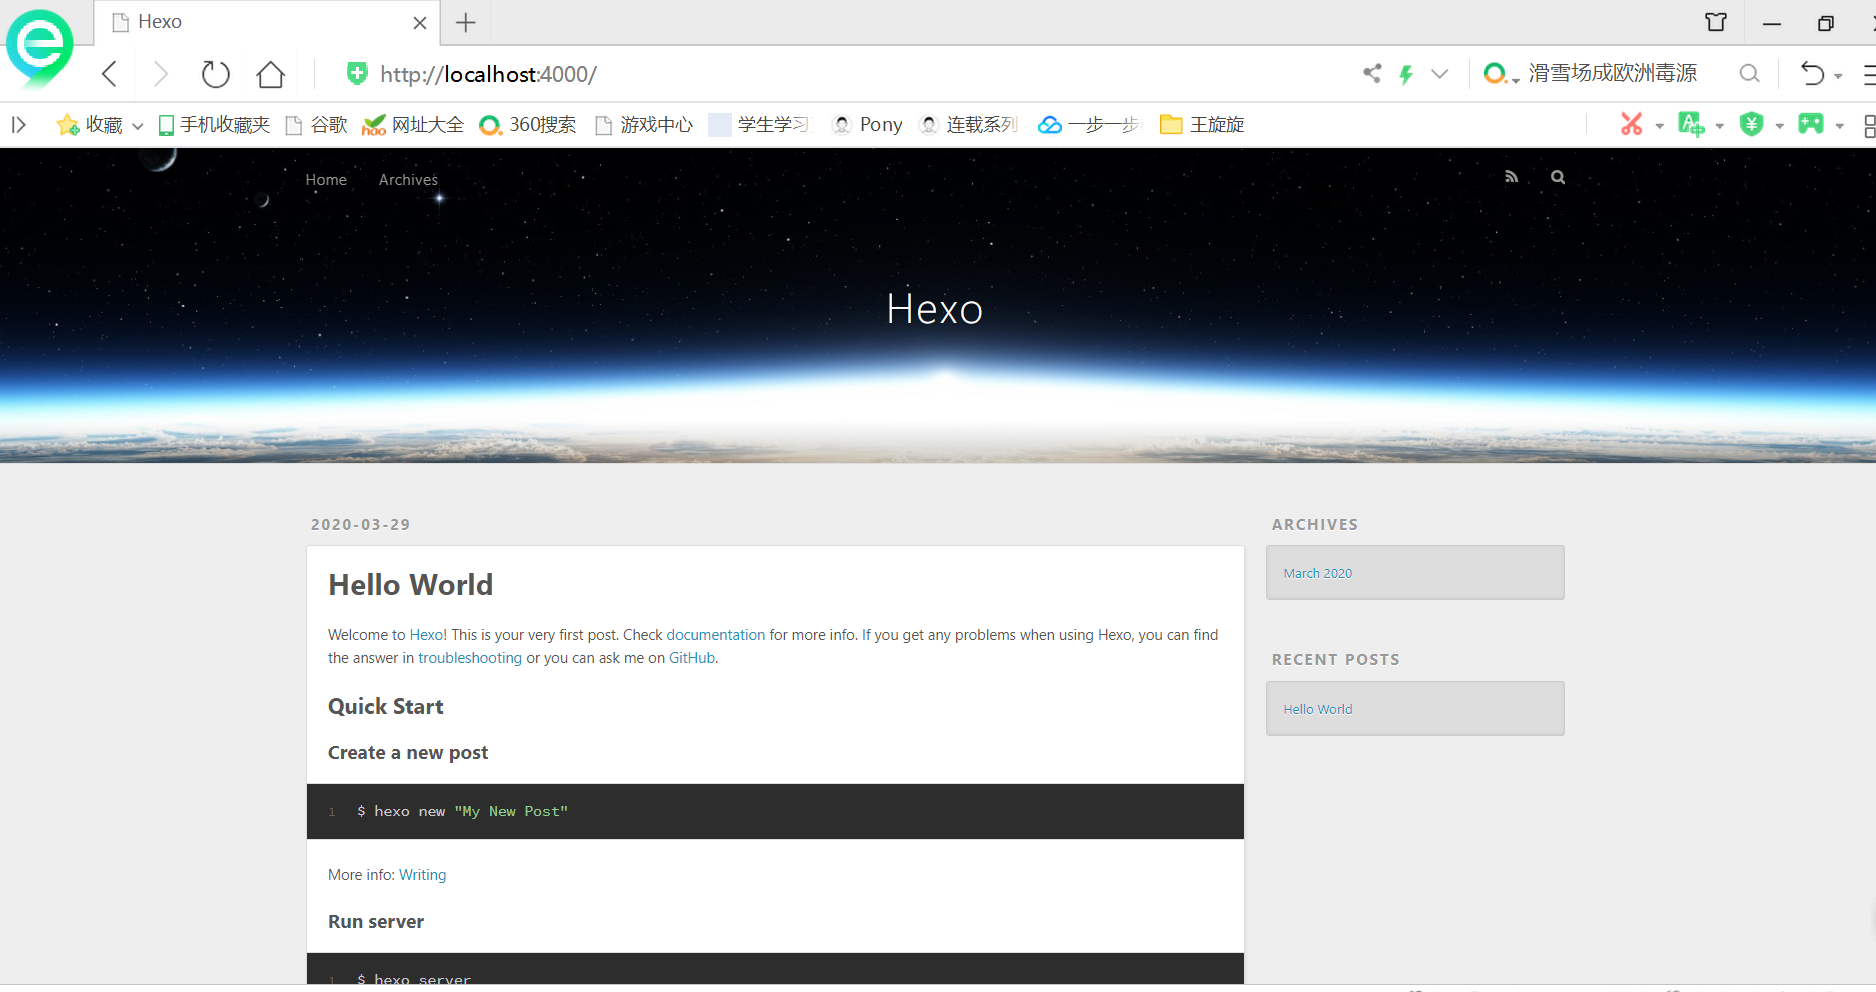 Hexo
http://localhost:4000/
滑雪场成欧洲毒源
收藏 手机收藏夹 谷歌 网址大全 360搜索 游戏中心 学生学习 Pony 连载系列 一步一步 王旋旋
Home Archives
Hexo
2020-03-29
Hello World
Welcome to Hexo! This is your very first post. Check documentation for more info. If you get any problems when using Hexo, you can find
the answer in troubleshooting or you can ask me on GitHub.
Quick Start
Create a new post
1 $ hexo new "My New Post"
More info: Writing
Run server
1 $ hexo server
ARCHIVES
March 2020
RECENT POSTS
Hello World